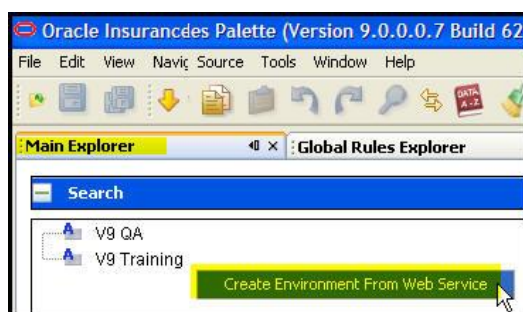 Oracle Insurancdes Palette (Version 9.0.0.0.7 Build 62
File Edit View Navig Source Tools Window Help
DATA A-Z
Main Explorer Global Rules Explorer
Search
V9 QA
V9 Training
Create Environment From Web Service